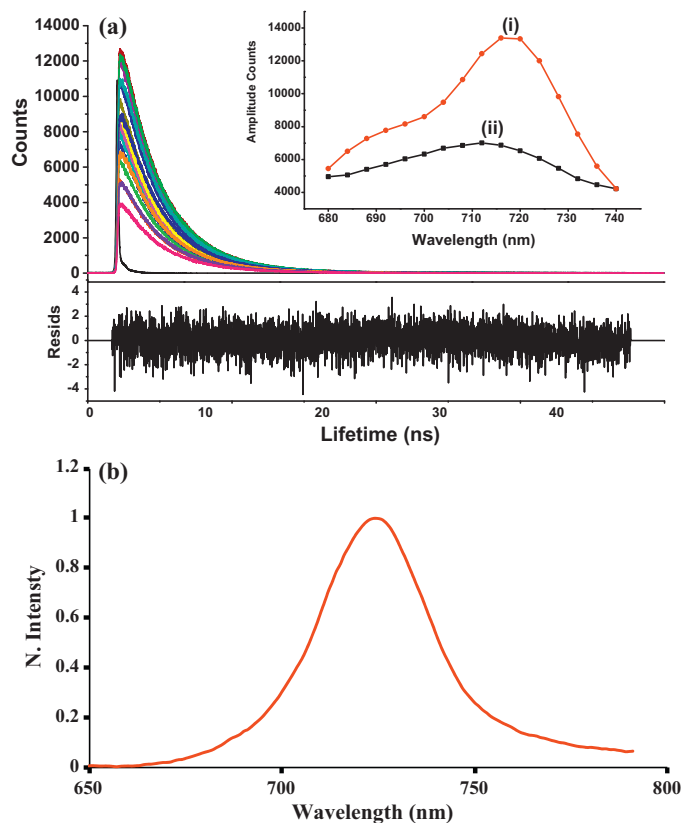 (a)
14000
12000
10000
8000
6000
4000
2000
0
Counts
14000
12000
10000
8000
6000
4000
Amplitude Counts
(i)
(ii)
680 690 700 710 720 730 740
Wavelength (nm)
4
2
0
-2
-4
Resids
0 10 20 30 40
Lifetime (ns)
(b)
1.2
1
0.8
0.6
0.4
0.2
0
N. Intensty
650 700 750 800
Wavelength (nm)